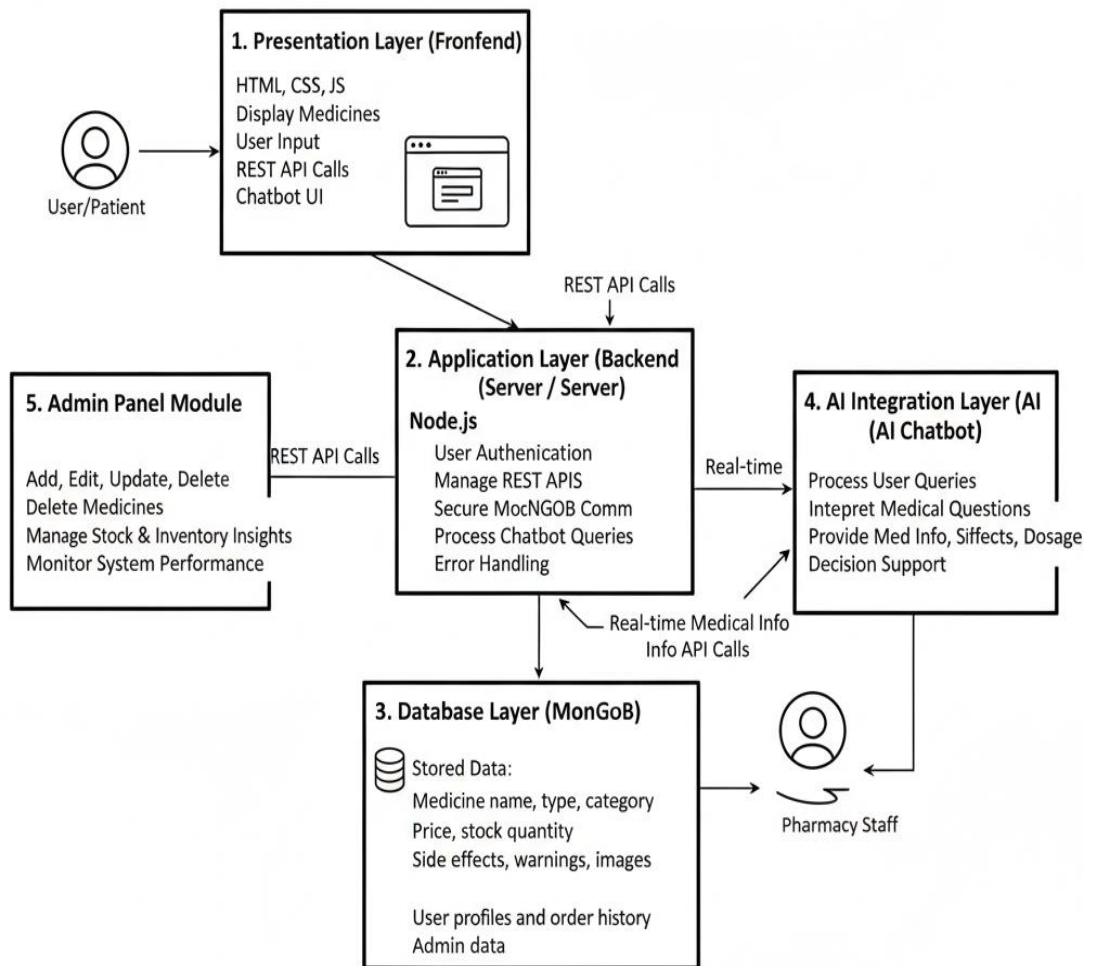 1. Presentation Layer (Fronfend)
HTML, CSS, JS
Display Medicines
User Input
REST API Calls
Chatbot UI
User/Patient
REST API Calls
2. Application Layer (Backend
(Server / Server)
Node.js
User Authenication
Manage REST APIS
Secure MocNGOB Comm
Process Chatbot Queries
Error Handling
5. Admin Panel Module
Add, Edit, Update, Delete
Delete Medicines
Manage Stock & Inventory Insights
Monitor System Performance
REST API Calls
Real-time
4. AI Integration Layer (AI
(AI Chatbot)
Process User Queries
Intepret Medical Questions
Provide Med Info, Siffects, Dosage
Decision Support
Real-time Medical Info
Info API Calls
3. Database Layer (MonGoB)
Stored Data:
Medicine name, type, category
Price, stock quantity
Side effects, warnings, images
User profiles and order history
Admin data
Pharmacy Staff